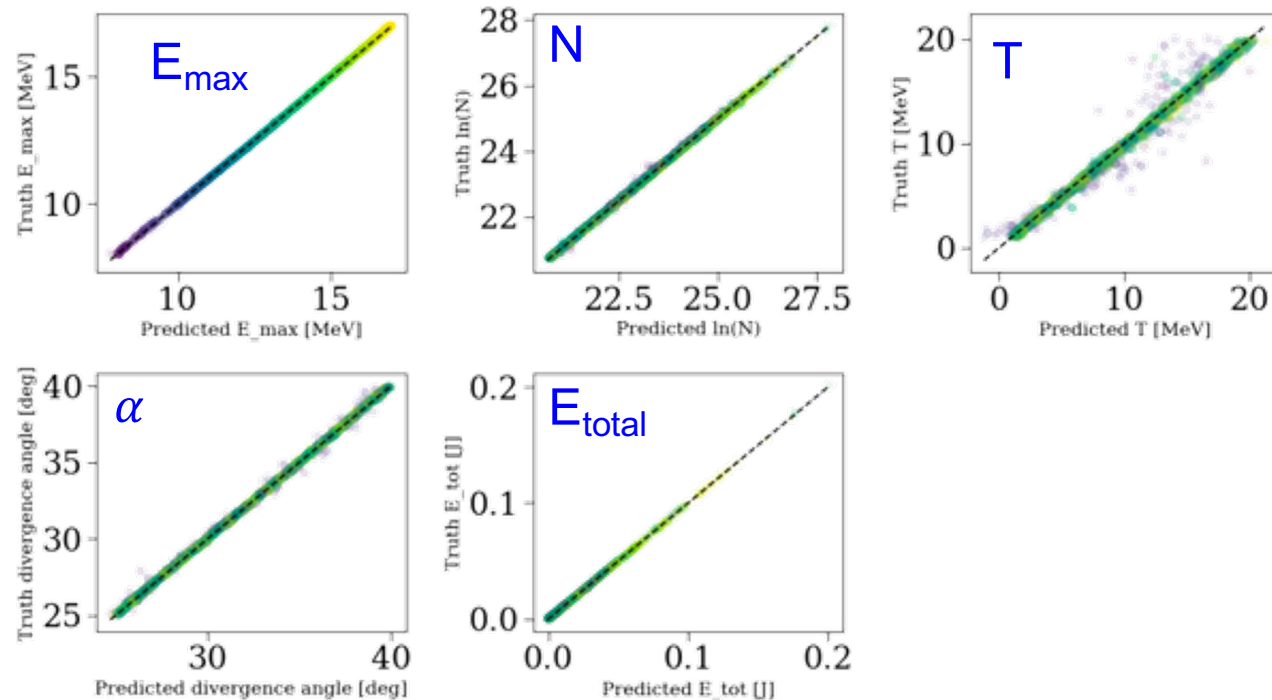 E_max
Truth E_max [MeV]
15
10
10 15
Predicted E_max [MeV]
N
Truth ln(N)
28
26
24
22
22.5 25.0 27.5
Predicted ln(N)
T
Truth T [MeV]
20
10
0
0 10 20
Predicted T [MeV]
α
Truth divergence angle [deg]
40
35
30
25
30 40
Predicted divergence angle [deg]
E_total
Truth E_tot [J]
0.2
0.1
0.0
0.0 0.1 0.2
Predicted E_tot [J]